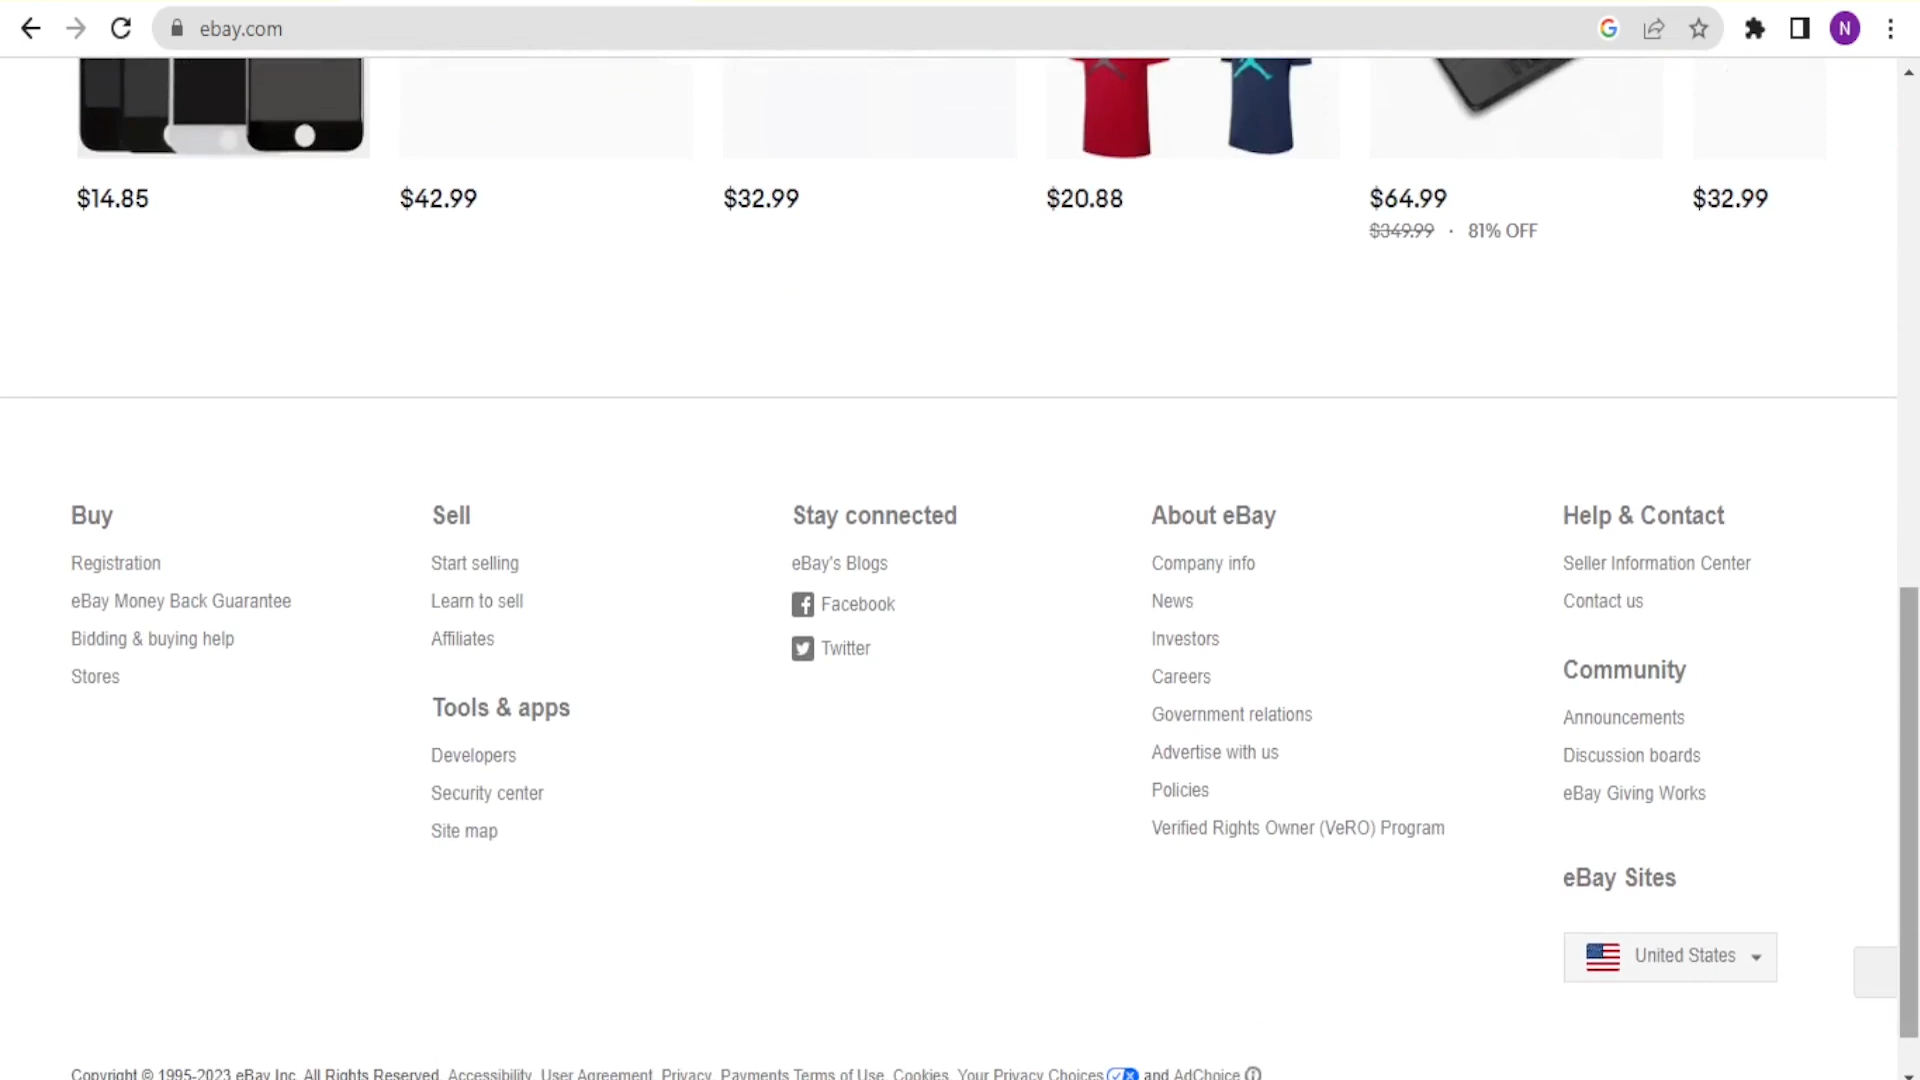 ebay.com
N
$14.85
$42.99
$32.99
$20.88
$64.99
$32.99
$349.99 · 81% OFF
Buy
Registration
eBay Money Back Guarantee
Bidding & buying help
Stores
Sell
Start selling
Learn to sell
Affiliates
Tools & apps
Developers
Security center
Site map
Stay connected
eBay's Blogs
Facebook
Twitter
About eBay
Company info
News
Investors
Careers
Government relations
Advertise with us
Policies
Verified Rights Owner (VeRO) Program
Help & Contact
Seller Information Center
Contact us
Community
Announcements
Discussion boards
eBay Giving Works
eBay Sites
United States
Copyright © 1995-2023 eBay Inc. All Rights Reserved. Accessibility, User Agreement, Privacy, Payments Terms of Use, Cookies, Your Privacy Choices and AdChoice